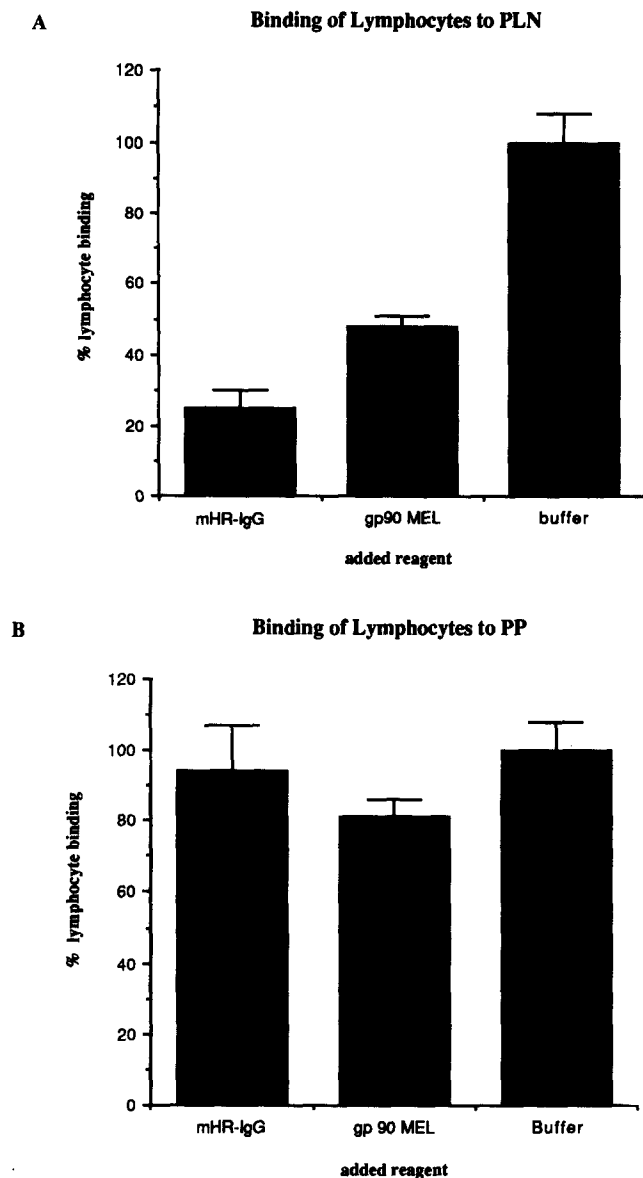 A
Binding of Lymphocytes to PLN
120
100
80
60
40
20
0
% lymphocyte binding
mHR-IgG
gp90 MEL
buffer
added reagent
B
Binding of Lymphocytes to PP
120
100
80
60
40
20
0
% lymphocyte binding
mHR-IgG
gp 90 MEL
Buffer
added reagent